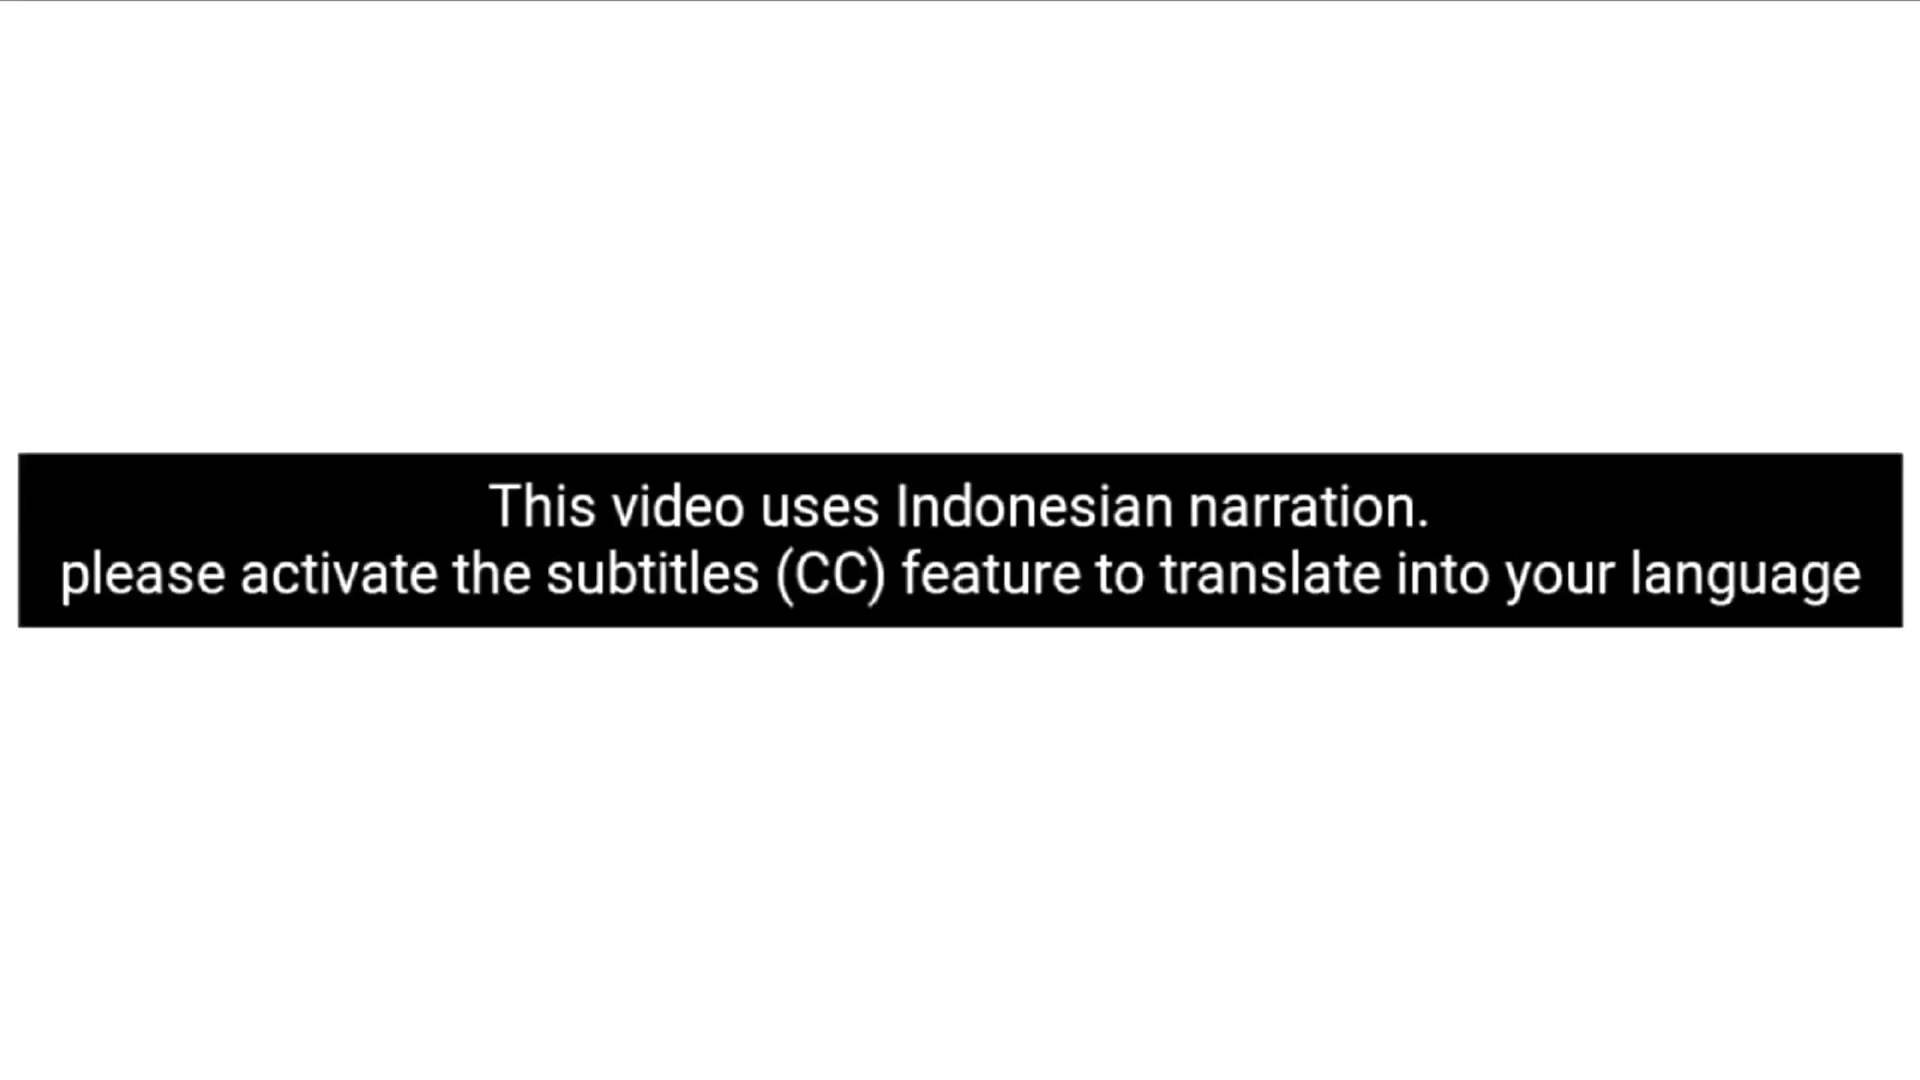 This video uses Indonesian narration.
please activate the subtitles (CC) feature to translate into your language